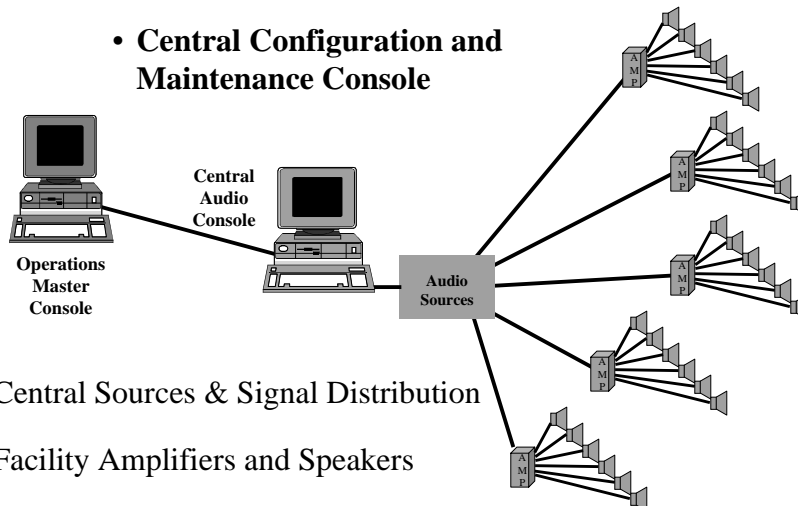 • Central Configuration and
Maintenance Console
Central
Audio
Console
Operations
Master
Console
Audio
Sources
A
M
P
A
M
P
A
M
P
A
M
P
A
M
P
Central Sources & Signal Distribution
Facility Amplifiers and Speakers